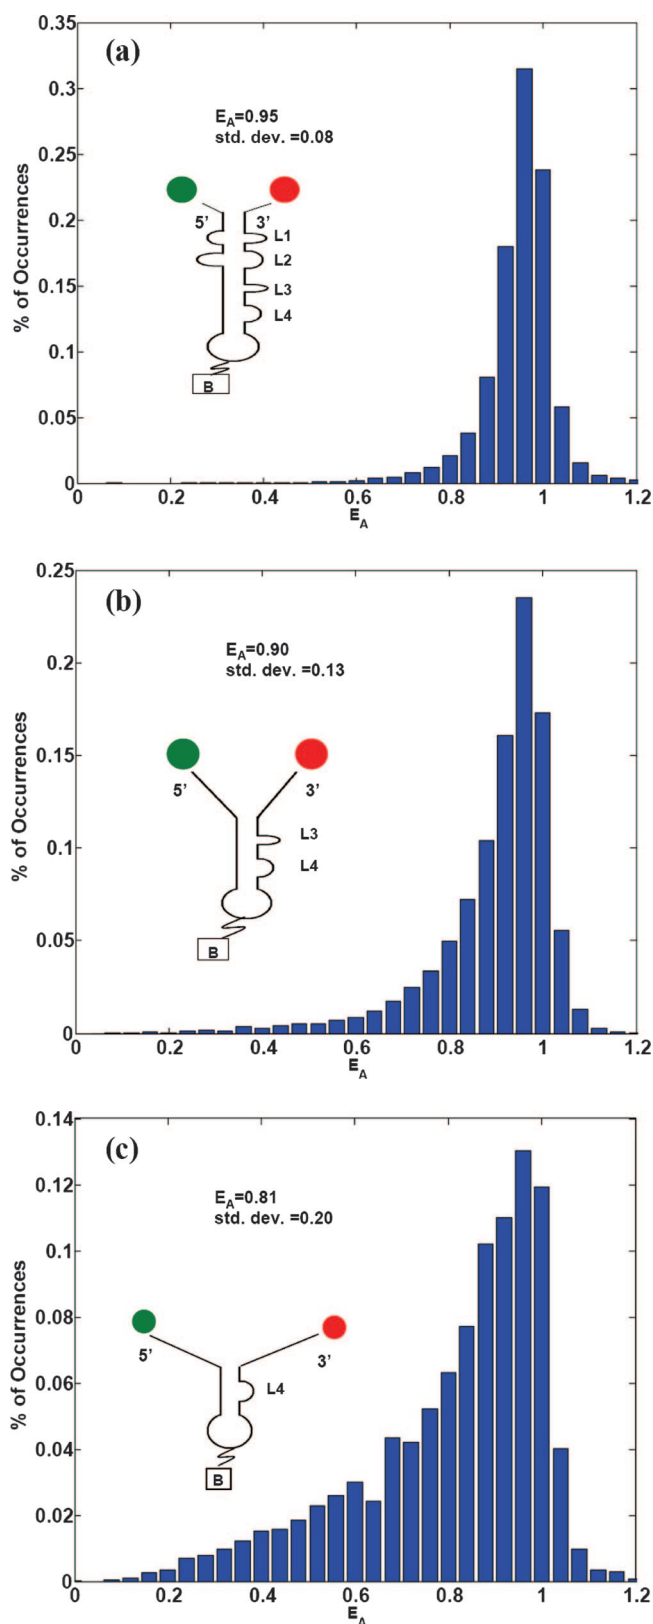 (a)
0.35
0.3
0.25
0.2
0.15
0.1
0.05
0
% of Occurrences
E_A=0.95
std. dev. =0.08
5’ 3’
L1
L2
L3
L4
B
0 0.2 0.4 0.6 0.8 1 1.2
E_A
(b)
0.25
0.2
0.15
0.1
0.05
0
% of Occurrences
E_A=0.90
std. dev. =0.13
5’ 3’
L3
L4
B
0 0.2 0.4 0.6 0.8 1 1.2
E_A
(c)
0.14
0.12
0.1
0.08
0.06
0.04
0.02
0
% of Occurrences
E_A=0.81
std. dev. =0.20
5’ 3’
L4
B
0 0.2 0.4 0.6 0.8 1 1.2
E_A